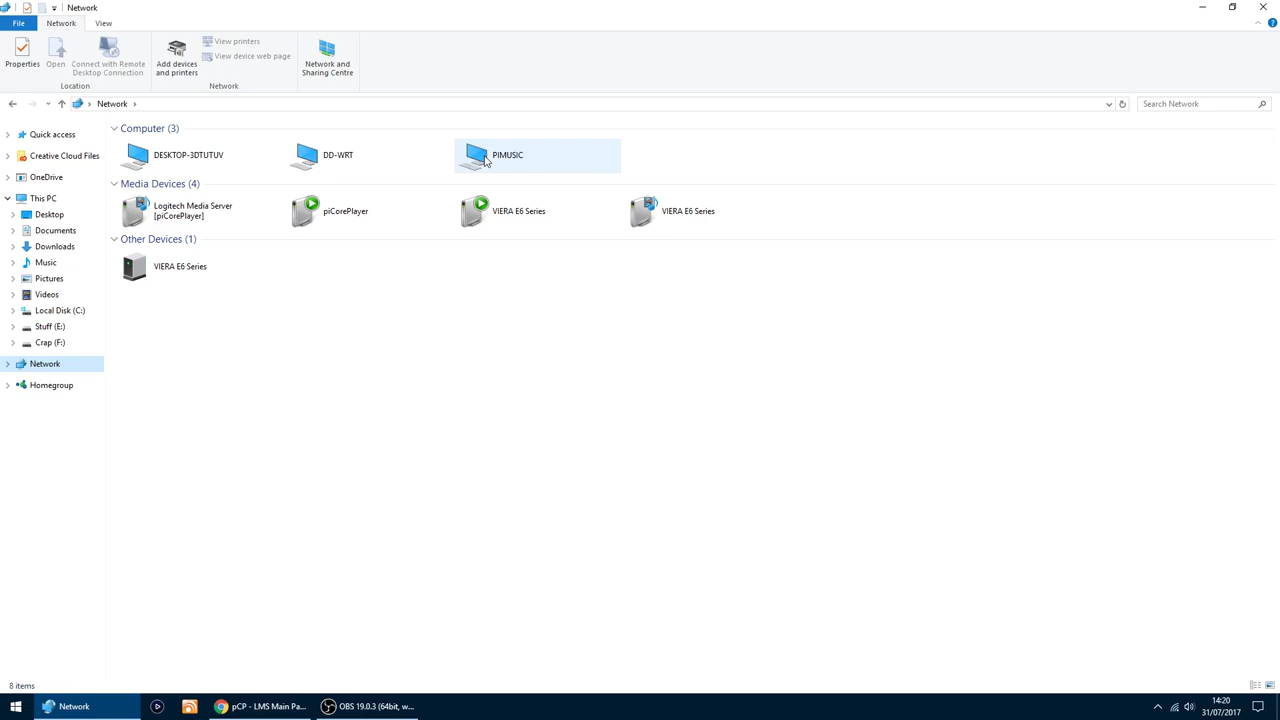 Network
File
Network
View
Properties
Open
Connect with Remote
Desktop Connection
Add devices
and printers
View printers
View device web page
Network and
Sharing Centre
Location
Network
Network
Search Network
Quick access
Creative Cloud Files
OneDrive
This PC
Desktop
Documents
Downloads
Music
Pictures
Videos
Local Disk (C:)
Stuff (E:)
Crap (F:)
Network
Homegroup
Computer (3)
DESKTOP-3DTUTUV
DD-WRT
PIMUSIC
Media Devices (4)
Logitech Media Server
[piCorePlayer]
piCorePlayer
VIERA E6 Series
VIERA E6 Series
Other Devices (1)
VIERA E6 Series
8 items
Network
pCP - LMS Main Pa...
OBS 19.0.3 (64bit, w...
14:20
31/07/2017